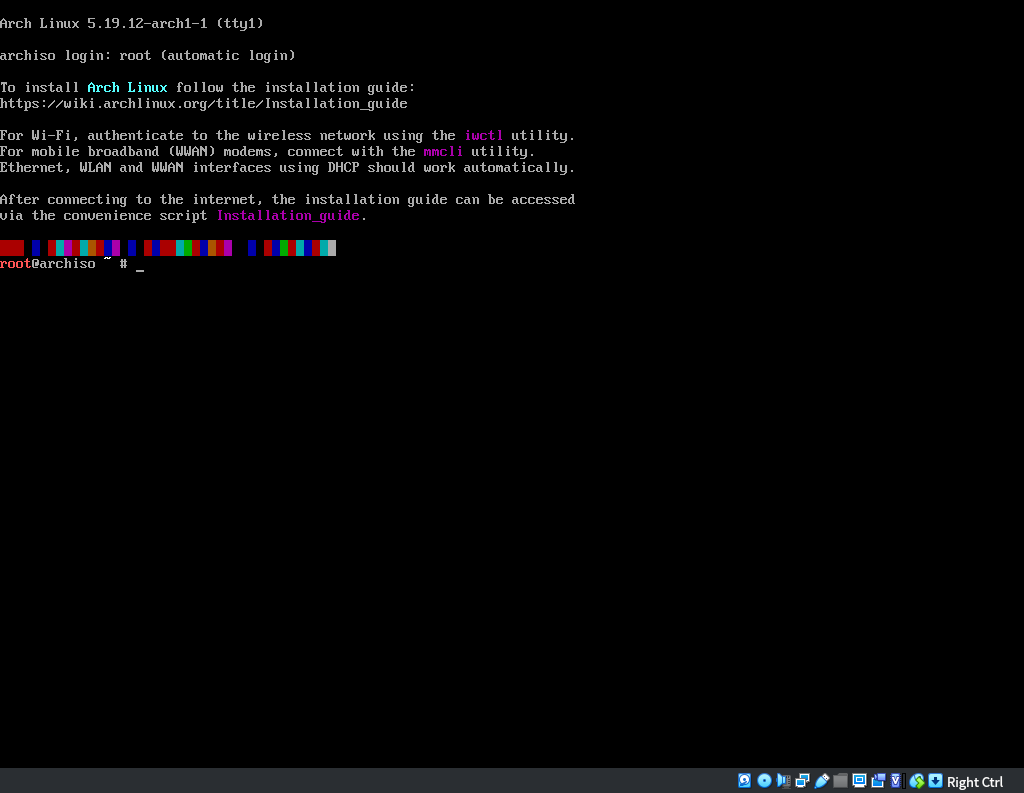 Arch Linux 5.19.12-arch1-1 (tty1)
archiso login: root (automatic login)
To install Arch Linux follow the installation guide:
https://wiki.archlinux.org/title/Installation_guide
For Wi-Fi, authenticate to the wireless network using the iwctl utility.
For mobile broadband (WWAN) modems, connect with the mmcli utility.
Ethernet, WLAN and WWAN interfaces using DHCP should work automatically.
After connecting to the internet, the installation guide can be accessed
via the convenience script Installation_guide.
root@archiso ~ # _
Right Ctrl